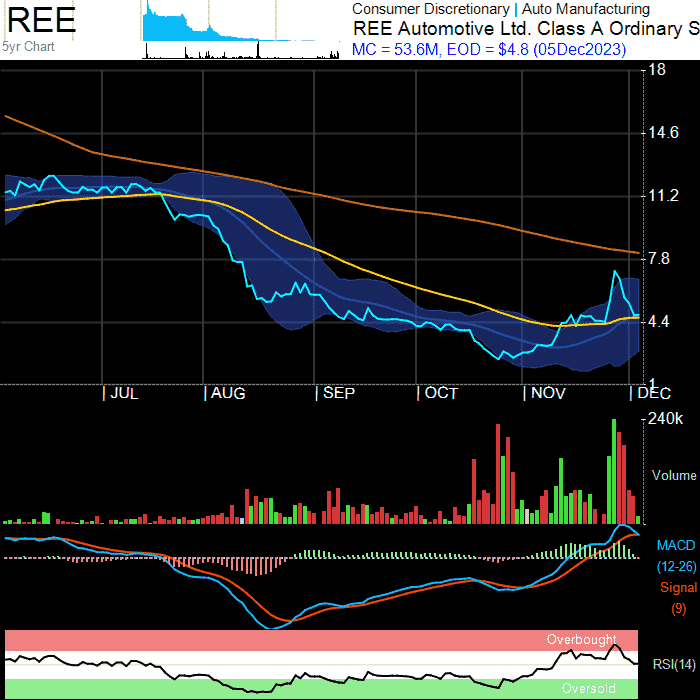 REE
5yr Chart
Consumer Discretionary | Auto Manufacturing
REE Automotive Ltd. Class A Ordinary S
MC = 53.6M, EOD = $4.8 (05Dec2023)
18
14.6
11.2
7.8
4.4
1
| JUL | AUG | SEP | OCT | NOV | DEC
240k
Volume
MACD
(12-26)
Signal
(9)
Overbought
RSI(14)
Oversold